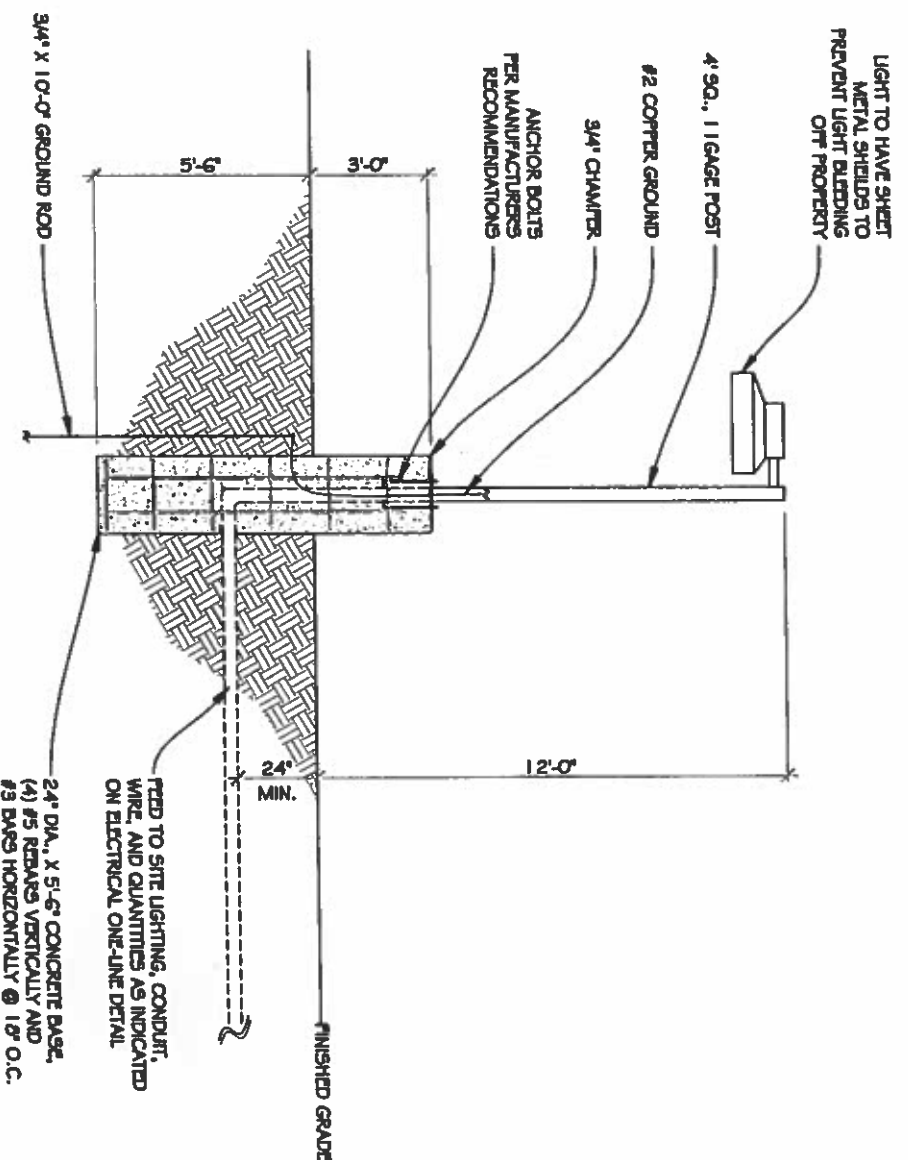 LIGHT TO HAVE SHEET
METAL SHEILDS TO
PREVENT LIGHT BLEEDING
OFF PROPERTY
4" SQ., 11 GAGE POST
#2 COPPER GROUND
3/4" CHAMFER
ANCHOR BOLTS
PER MANUFACTURERS
RECOMMENDATIONS
3'-0"
5'-6"
3/4" X 10'-0" GROUND ROD
12'-0"
24"
MIN.
FINISHED GRADE
FEED TO SITE LIGHTING, CONDUIT,
WIRE, AND QUANTITIES AS INDICATED
ON ELECTRICAL ONE-LINE DETAIL
24" DIA., X 5'-6" CONCRETE BASE,
(4) #5 REBARS VERTICALLY AND
#3 BARS HORIZONTALLY @ 18" O.C.